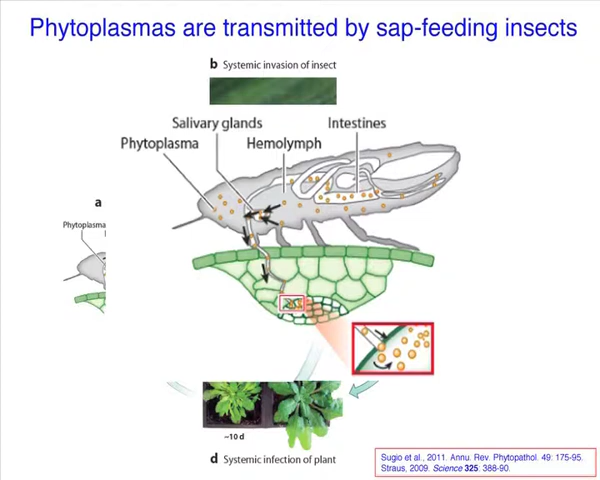 Phytoplasmas are transmitted by sap-feeding insects
b Systemic invasion of insect
Salivary glands
Intestines
Phytoplasma
Hemolymph
a
Phytoplasma
~10 d
d Systemic infection of plant
Sugio et al., 2011. Annu. Rev. Phytopathol. 49: 175-95.
Straus, 2009. Science 325: 388-90.